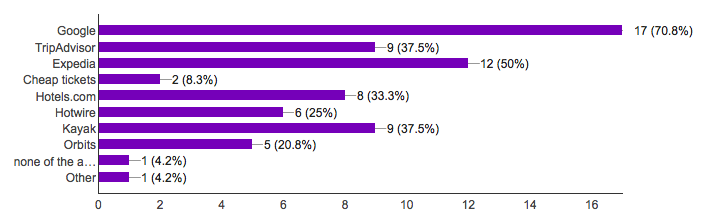 Google 17 (70.8%)
TripAdvisor 9 (37.5%)
Expedia 12 (50%)
Cheap tickets 2 (8.3%)
Hotels.com 8 (33.3%)
Hotwire 6 (25%)
Kayak 9 (37.5%)
Orbits 5 (20.8%)
none of the a… 1 (4.2%)
Other 1 (4.2%)
0 2 4 6 8 10 12 14 16